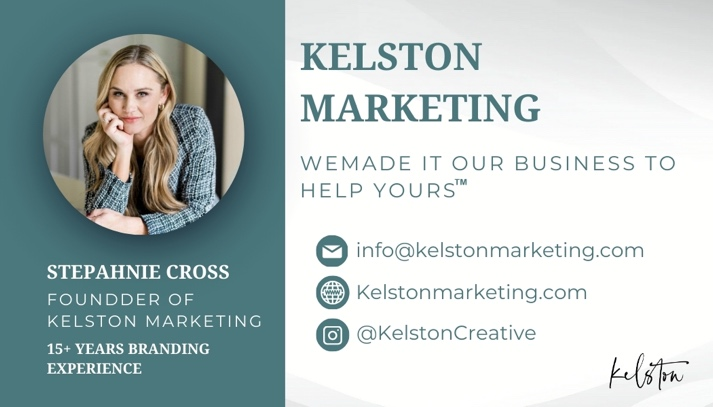 KELSTON
MARKETING
WEMADE IT OUR BUSINESS TO
HELP YOURS™
info@kelstonmarketing.com
Kelstonmarketing.com
@KelstonCreative
STEPAHNIE CROSS
FOUNDDER OF
KELSTON MARKETING
15+ YEARS BRANDING
EXPERIENCE
kelston